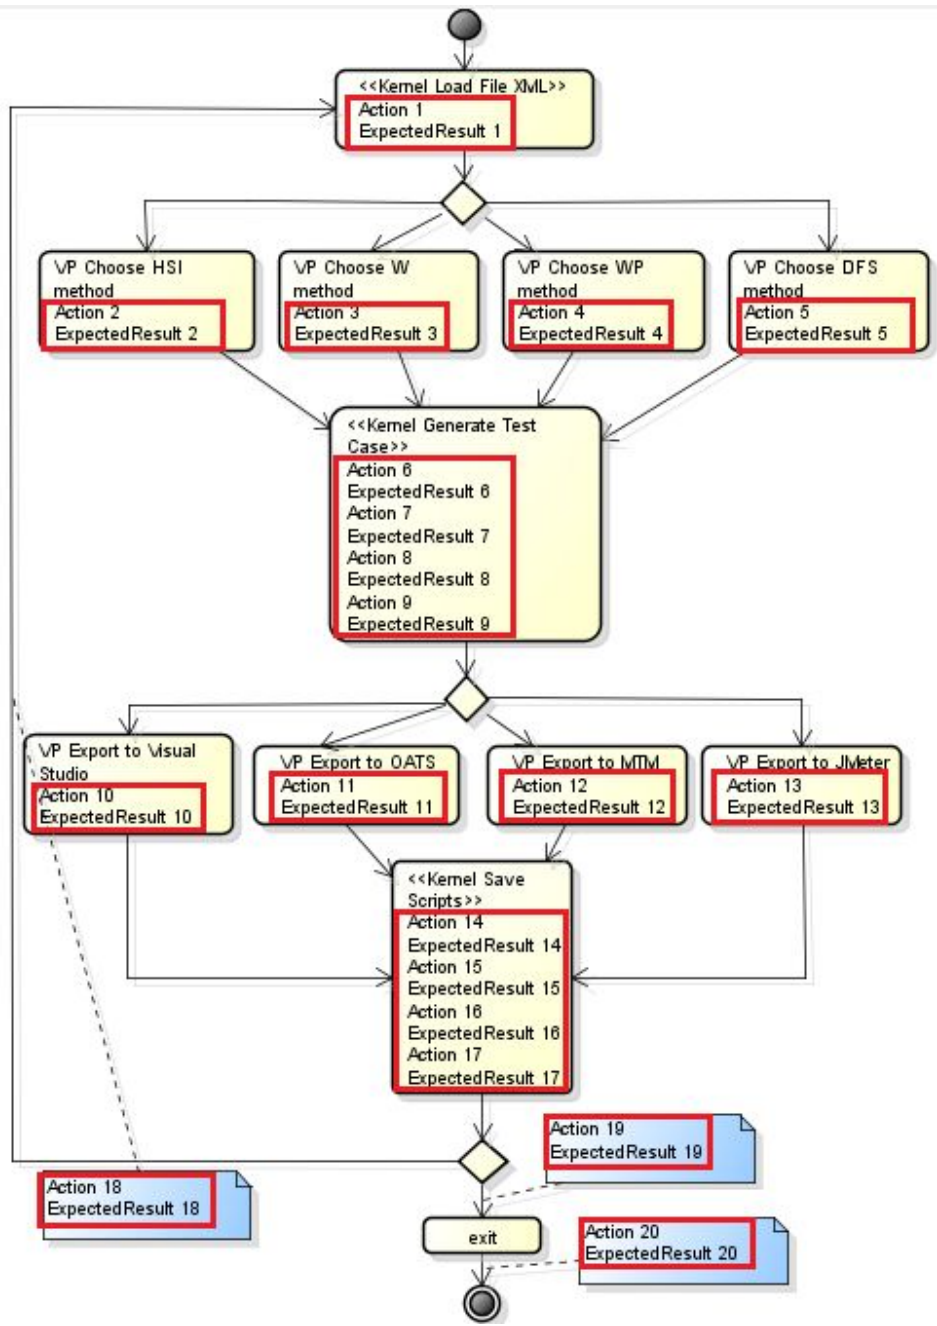 <<Kernel Load File XML>>
Action 1
ExpectedResult 1
VP Choose HSI
method
Action 2
ExpectedResult 2
VP Choose W
method
Action 3
ExpectedResult 3
VP Choose WP
method
Action 4
ExpectedResult 4
VP Choose DFS
method
Action 5
ExpectedResult 5
<<Kernel Generate Test
Case>>
Action 6
ExpectedResult 6
Action 7
ExpectedResult 7
Action 8
ExpectedResult 8
Action 9
ExpectedResult 9
VP Export to Visual
Studio
Action 10
ExpectedResult 10
VP Export to OATS
Action 11
ExpectedResult 11
VP Export to MTM
Action 12
ExpectedResult 12
VP Export to JMeter
Action 13
ExpectedResult 13
<<Kernel Save
Scripts>>
Action 14
ExpectedResult 14
Action 15
ExpectedResult 15
Action 16
ExpectedResult 16
Action 17
ExpectedResult 17
Action 19
ExpectedResult 19
Action 18
ExpectedResult 18
exit
Action 20
ExpectedResult 20